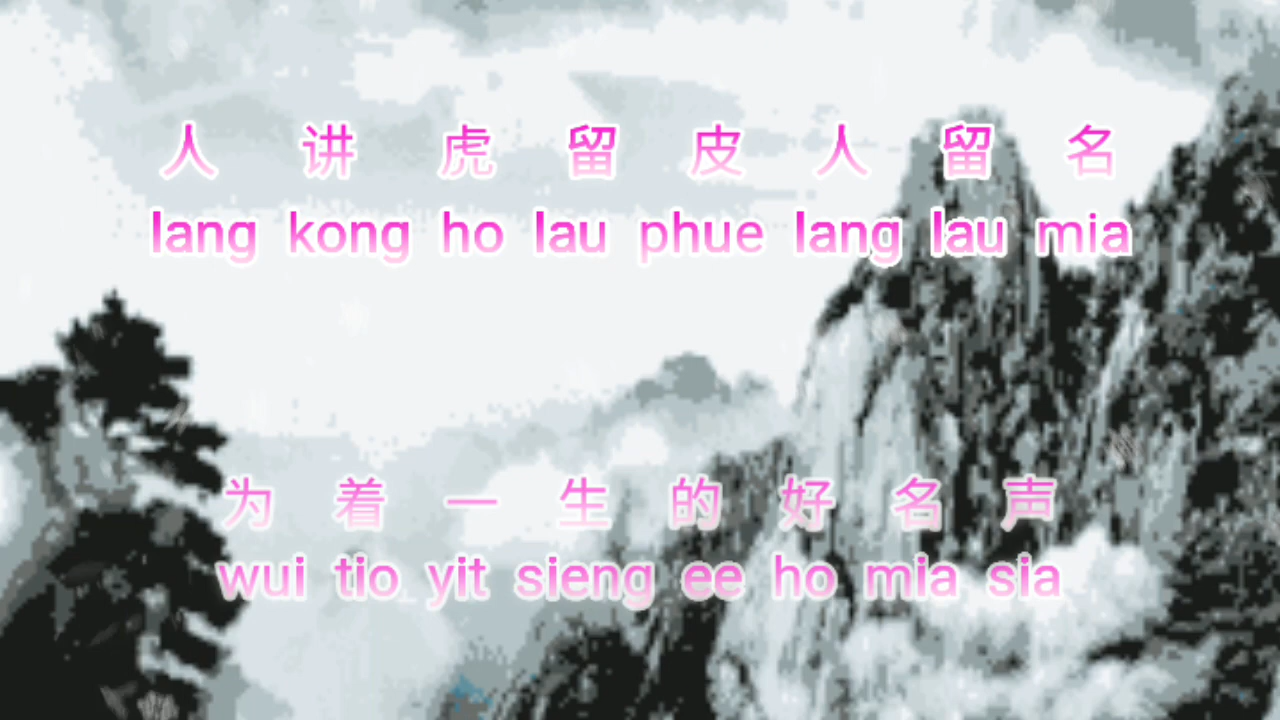 人 讲 虎 留 皮 人 留 名
lang kong ho lau phue lang lau mia
为 着 一 生 的 好 名 声
wui tio yit sieng ee ho mia sia